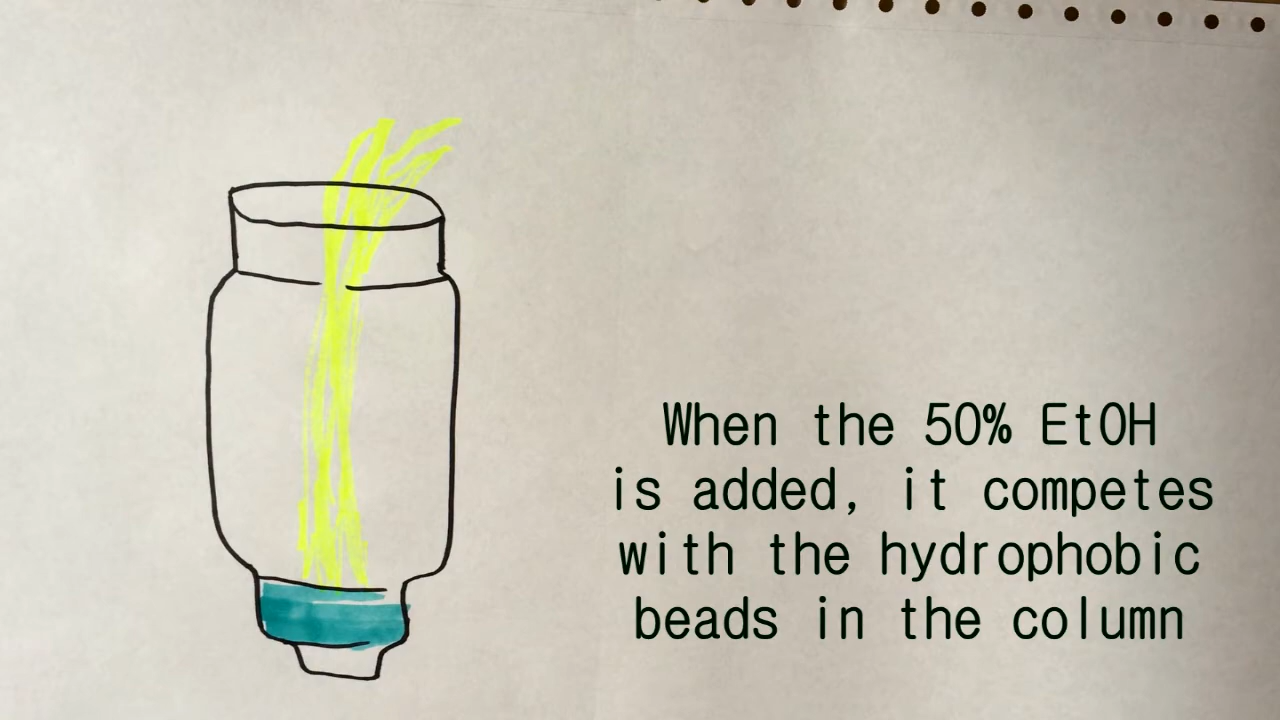 When the 50% EtOH
is added, it competes
with the hydrophobic
beads in the column